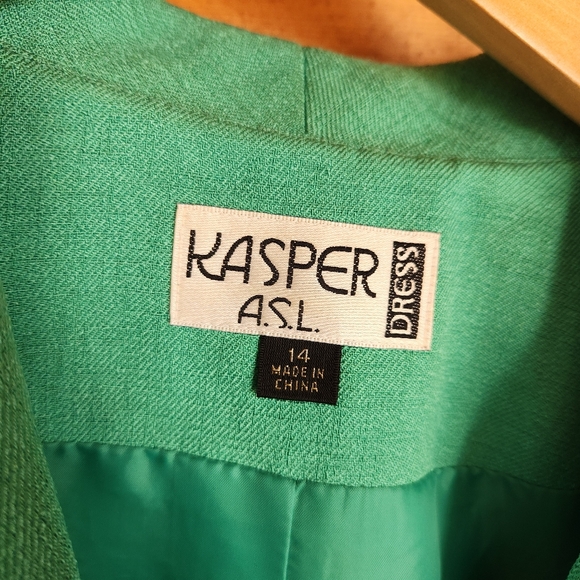 KASPER
A.S.L.
DRESS
14
MADE IN
CHINA